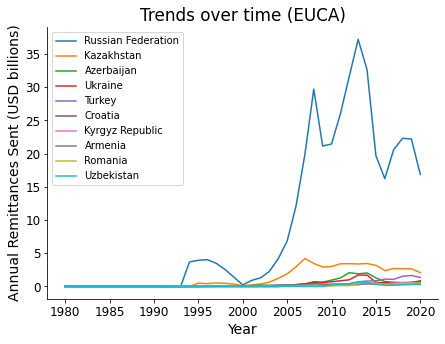 Trends over time (EUCA)
Annual Remittances Sent (USD billions)
35
30
25
20
15
10
5
0
Russian Federation
Kazakhstan
Azerbaijan
Ukraine
Turkey
Croatia
Kyrgyz Republic
Armenia
Romania
Uzbekistan
1980 1985 1990 1995 2000 2005 2010 2015 2020
Year